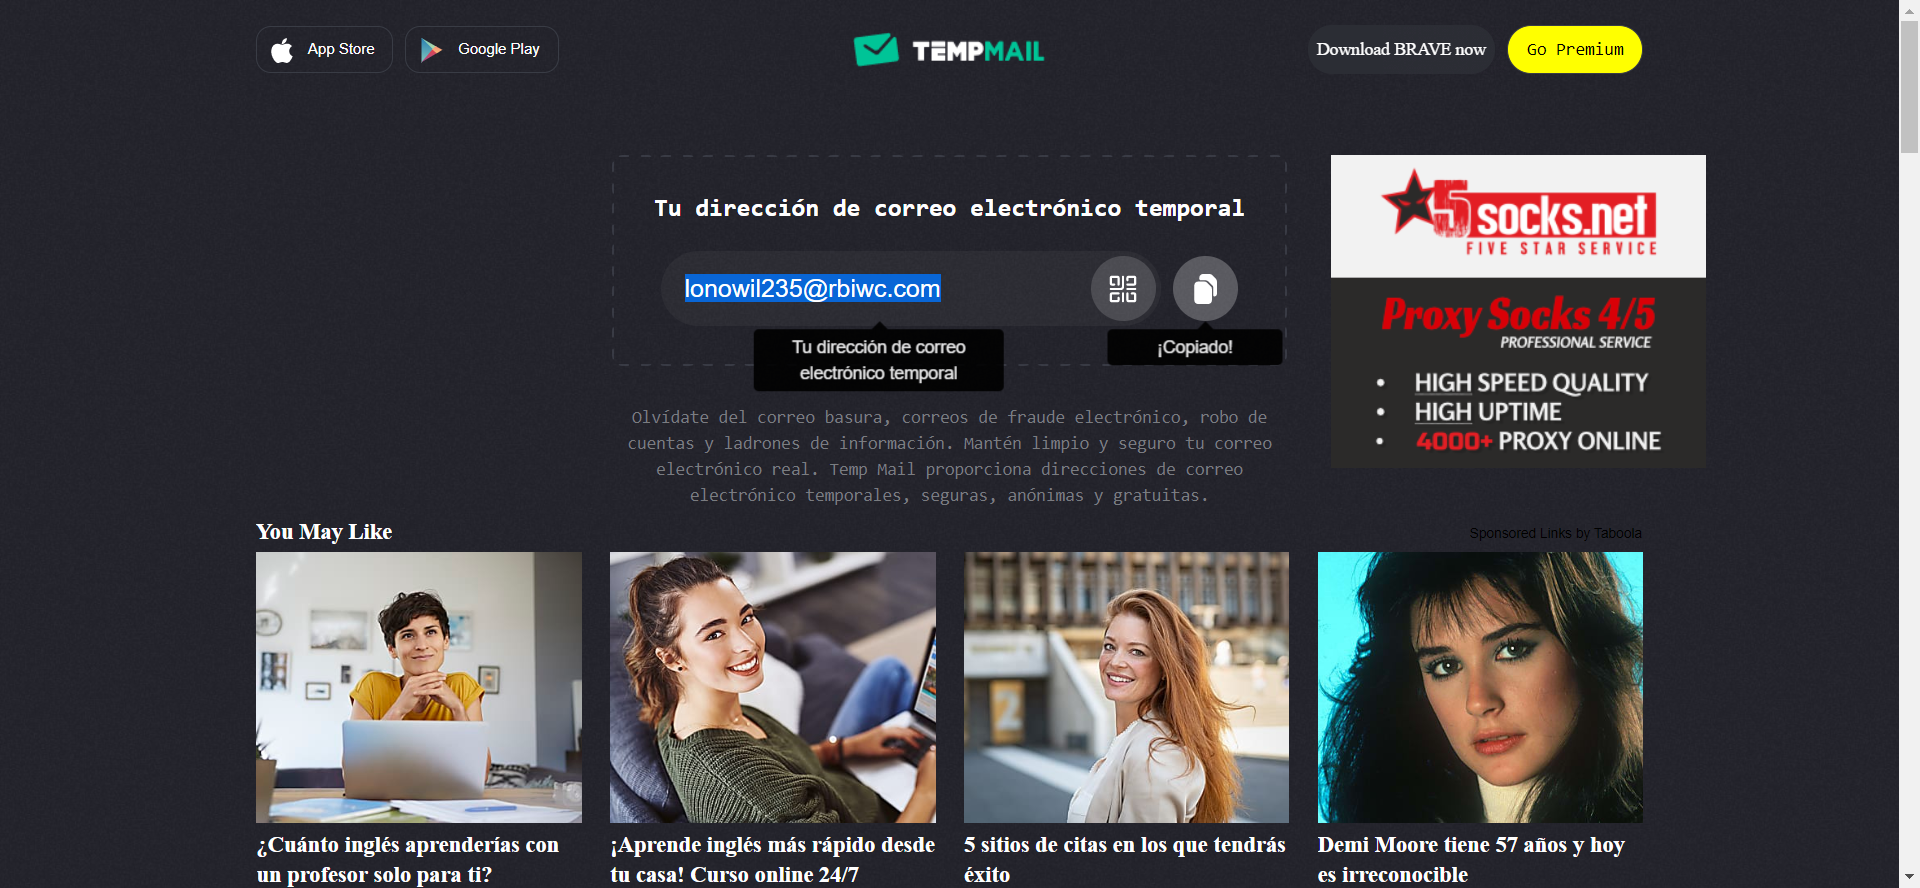 App Store
Google Play
TEMPMAIL
Download BRAVE now
Go Premium
Tu dirección de correo electrónico temporal
lonowil235@rbiwc.com
Tu dirección de correo
electrónico temporal
¡Copiado!
Olvídate del correo basura, correos de fraude electrónico, robo de
cuentas y ladrones de información. Mantén limpio y seguro tu correo
electrónico real. Temp Mail proporciona direcciones de correo
electrónico temporales, seguras, anónimas y gratuitas.
5socks.net
FIVE STAR SERVICE
Proxy Socks 4/5
PROFESSIONAL SERVICE
• HIGH SPEED QUALITY
• HIGH UPTIME
• 4000+ PROXY ONLINE
You May Like
Sponsored Links by Taboola
2
¿Cuánto inglés aprenderías con
un profesor solo para ti?
¡Aprende inglés más rápido desde
tu casa! Curso online 24/7
5 sitios de citas en los que tendrás
éxito
Demi Moore tiene 57 años y hoy
es irreconocible